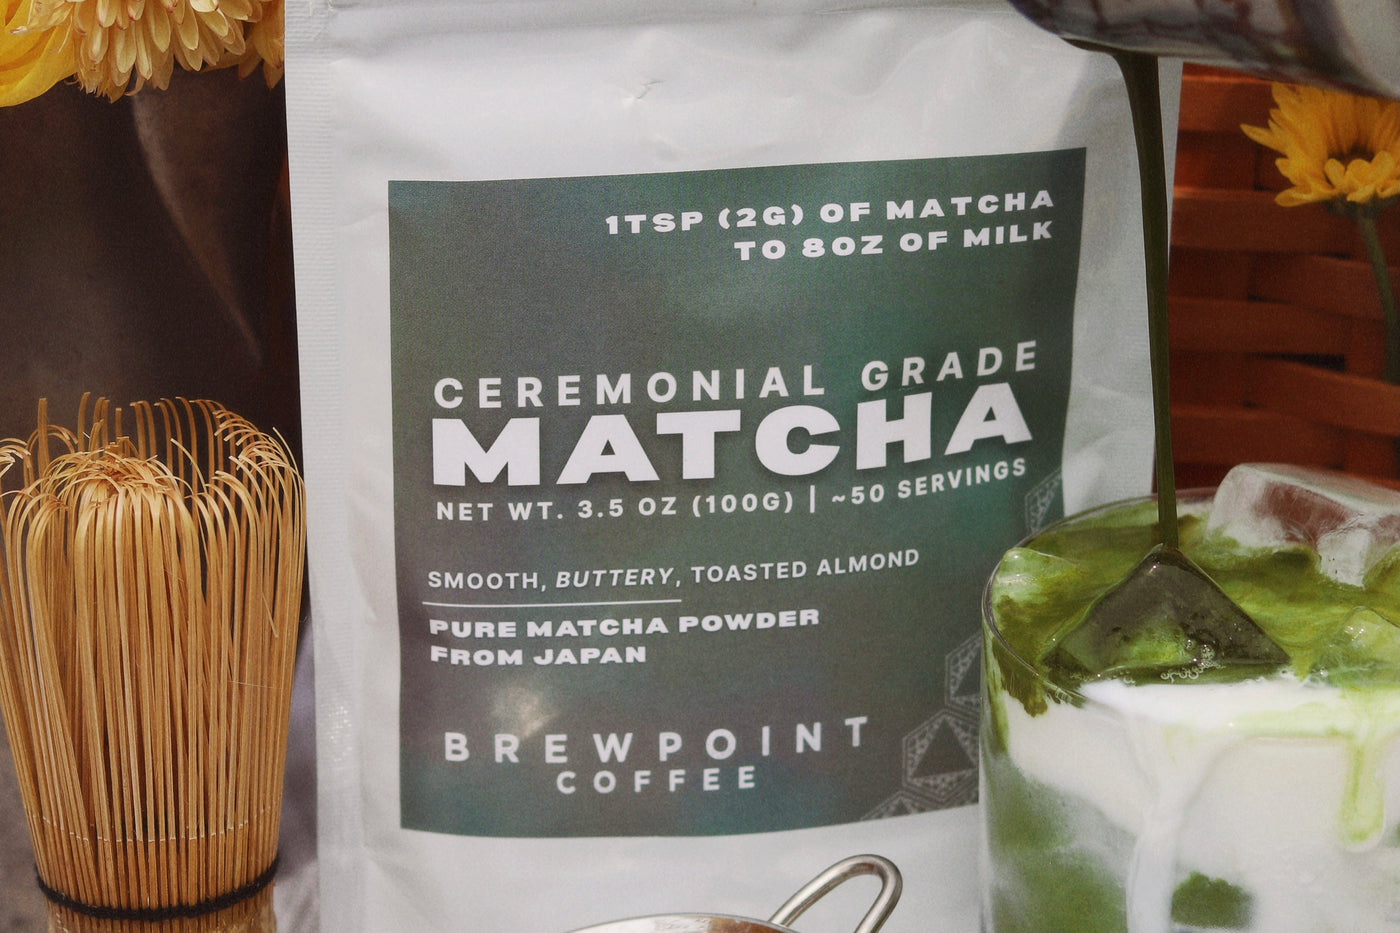 1TSP (2G) OF MATCHA
TO 8OZ OF MILK
CEREMONIAL GRADE
MATCHA
NET WT. 3.5 OZ (100G) | ~50 SERVINGS
SMOOTH, BUTTERY, TOASTED ALMOND
PURE MATCHA POWDER
FROM JAPAN
BREWPOINT
COFFEE